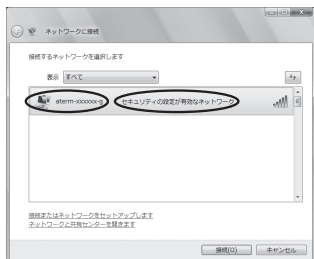 ネットワークに接続
接続するネットワークを選択します
表示 すべて
aterm-xxxxxx-g セキュリティの設定が有効なネットワーク
接続またはネットワークをセットアップします
ネットワークと共有センターを開きます
接続(O) キャンセル